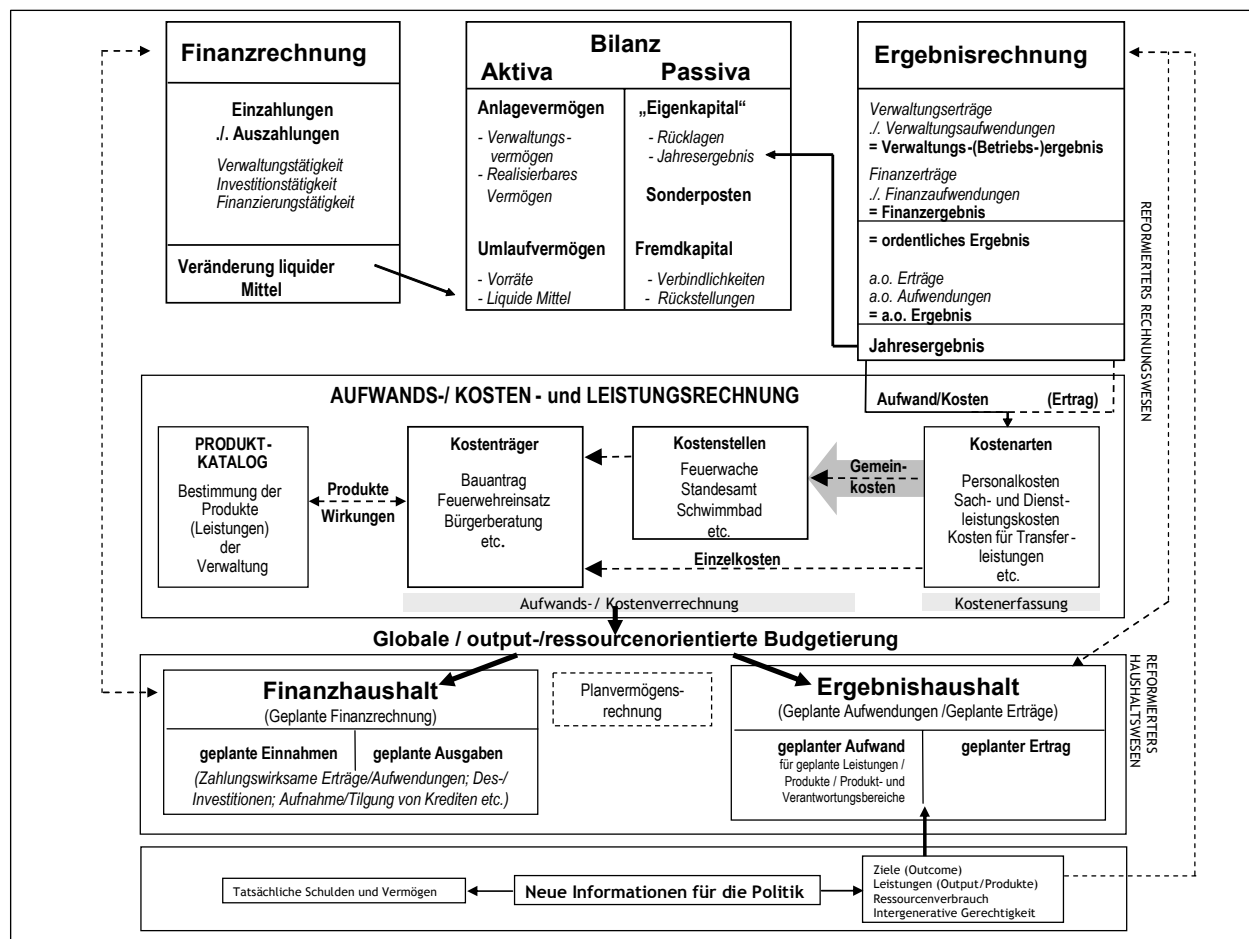 Finanzrechnung
Einzahlungen
./. Auszahlungen
Verwaltungstätigkeit
Investitionstätigkeit
Finanzierungstätigkeit
Veränderung liquider
Mittel
Bilanz
Aktiva
Passiva
Anlagevermögen
- Verwaltungs-
vermögen
- Realisierbares
Vermögen
Umlaufvermögen
- Vorräte
- Liquide Mittel
„Eigenkapital“
- Rücklagen
- Jahresergebnis
Sonderposten
Fremdkapital
- Verbindlichkeiten
- Rückstellungen
Ergebnisrechnung
Verwaltungserträge
./. Verwaltungsaufwendungen
= Verwaltungs-(Betriebs-)ergebnis
Finanzerträge
./. Finanzaufwendungen
= Finanzergebnis
= ordentliches Ergebnis
a.o. Erträge
a.o. Aufwendungen
= a.o. Ergebnis
Jahresergebnis
REFORMIERTERS RECHNUNGSWESEN
AUFWANDS-/ KOSTEN - und LEISTUNGSRECHNUNG
Aufwand/Kosten
(Ertrag)
PRODUKT-
KATALOG
Bestimmung der
Produkte
(Leistungen)
der
Verwaltung
Produkte
Wirkungen
Kostenträger
Bauantrag
Feuerwehreinsatz
Bürgerberatung
etc.
Kostenstellen
Feuerwache
Standesamt
Schwimmbad
etc.
Gemein-
kosten
Einzelkosten
Kostenarten
Personalkosten
Sach- und Dienst-
leistungskosten
Kosten für Transfer-
leistungen
etc.
Aufwands-/ Kostenverrechnung
Kostenerfassung
Globale / output-/ressourcenorientierte Budgetierung
Finanzhaushalt
(Geplante Finanzrechnung)
geplante Einnahmen
geplante Ausgaben
(Zahlungswirksame Erträge/Aufwendungen; Des-/
Investitionen; Aufnahme/Tilgung von Krediten etc.)
Planvermögens-
rechnung
Ergebnishaushalt
(Geplante Aufwendungen /Geplante Erträge)
geplanter Aufwand
für geplante Leistungen /
Produkte / Produkt- und
Verantwortungsbereiche
geplanter Ertrag
REFORMIERTERS
HAUSHALTSWESEN
Tatsächliche Schulden und Vermögen
Neue Informationen für die Politik
Ziele (Outcome)
Leistungen (Output/Produkte)
Ressourcenverbrauch
Intergenerative Gerechtigkeit